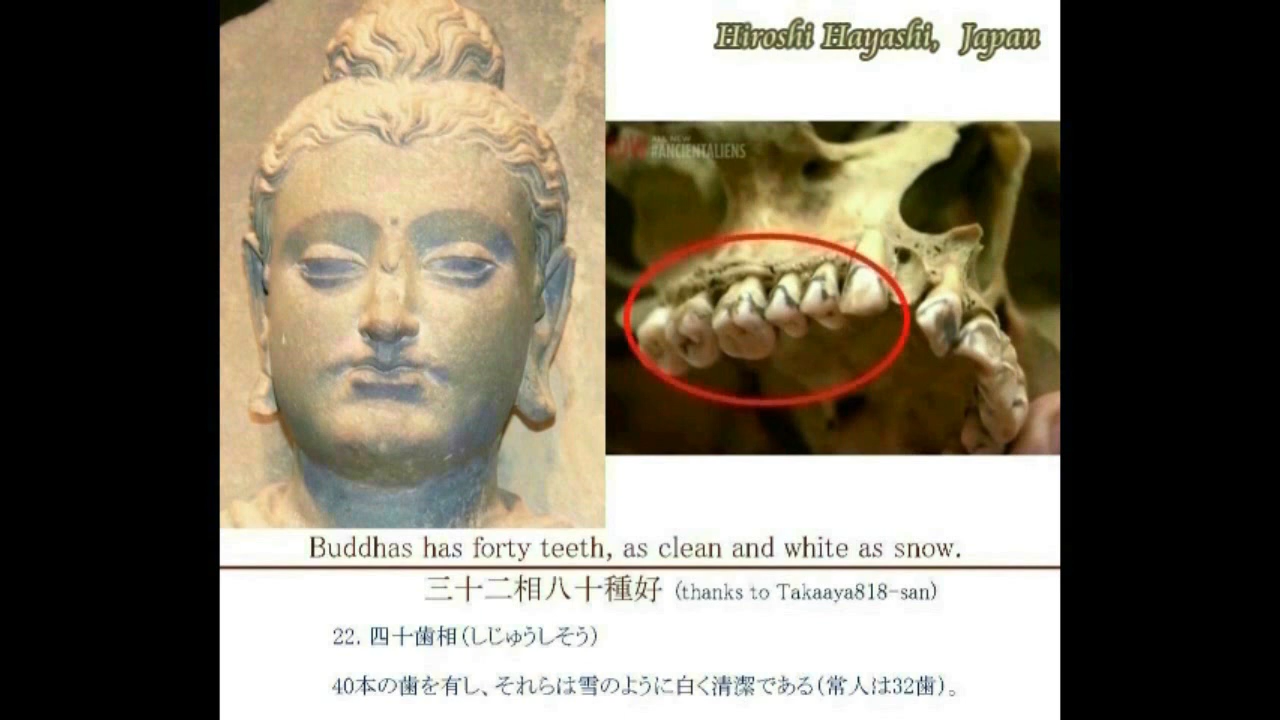 Hiroshi Hayashi, Japan
#ANCIENTALIENS
Buddhas has forty teeth, as clean and white as snow.
三十二相八十種好 (thanks to Takaaya818-san)
22. 四十歯相(しじゅうしそう)
40本の歯を有し、それらは雪のように白く清潔である(常人は32歯)。